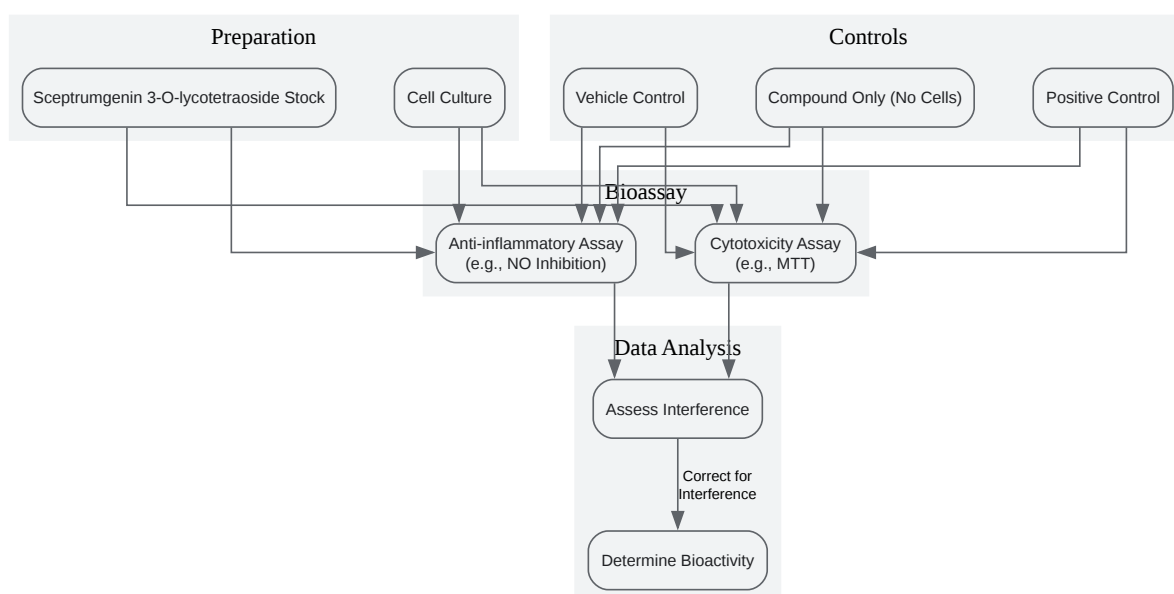 Preparation
Controls
Sceptrumgenin 3-O-lycotetraoside Stock
Cell Culture
Vehicle Control
Compound Only (No Cells)
Positive Control
Bioassay
Anti-inflammatory Assay
(e.g., NO Inhibition)
Cytotoxicity Assay
(e.g., MTT)
Data Analysis
Assess Interference
Correct for
Interference
Determine Bioactivity